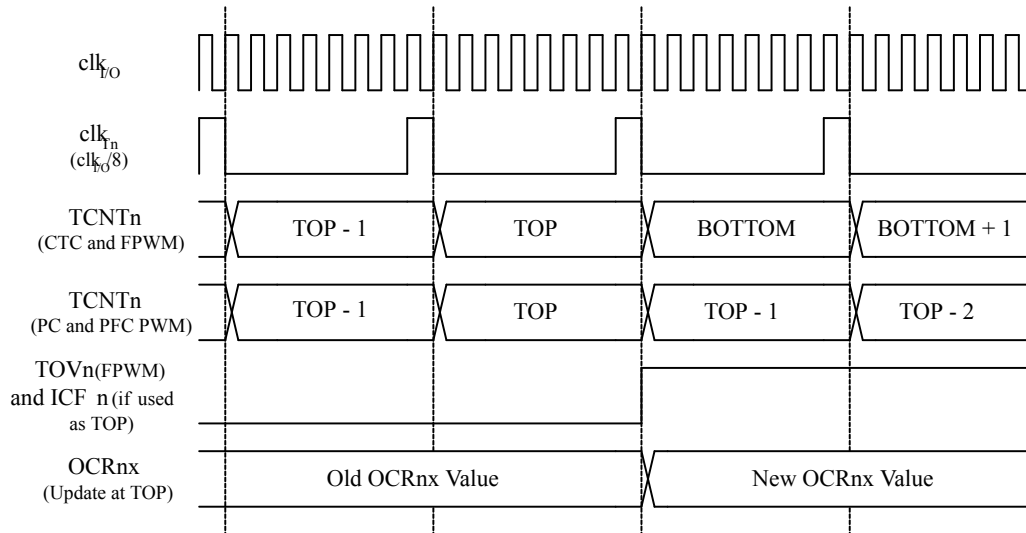 clkI/O
clkTn
(clkI/O/8)
TCNTn
(CTC and FPWM)
TOP - 1
TOP
BOTTOM
BOTTOM + 1
TCNTn
(PC and PFC PWM)
TOP - 1
TOP
TOP - 1
TOP - 2
TOVn(FPWM)
and ICF n (if used
as TOP)
OCRnx
(Update at TOP)
Old OCRnx Value
New OCRnx Value